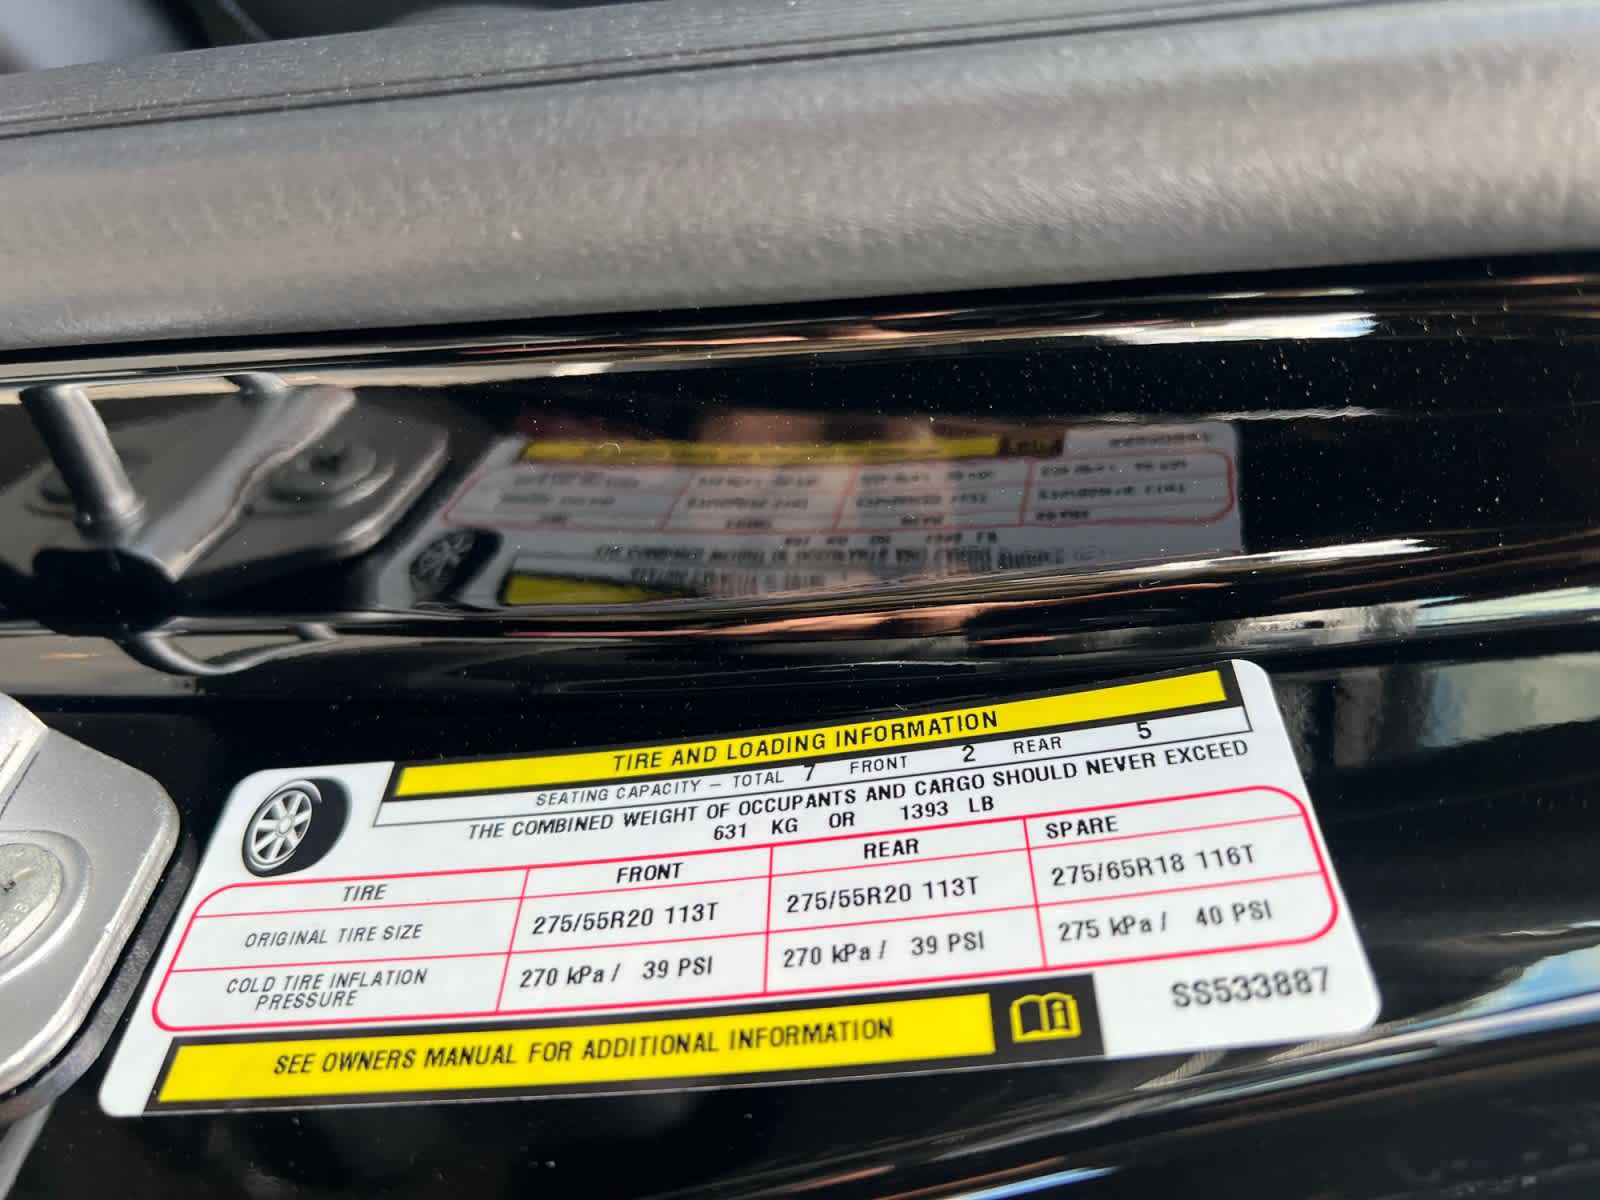 TIRE AND LOADING INFORMATION
SEATING CAPACITY – TOTAL 7 FRONT 2 REAR 5
THE COMBINED WEIGHT OF OCCUPANTS AND CARGO SHOULD NEVER EXCEED
631 KG OR 1393 LB
TIRE FRONT REAR SPARE
ORIGINAL TIRE SIZE 275/55R20 113T 275/55R20 113T 275/65R18 116T
COLD TIRE INFLATION PRESSURE 270 kPa / 39 PSI 270 kPa / 39 PSI 275 kPa / 40 PSI
SEE OWNERS MANUAL FOR ADDITIONAL INFORMATION
SS533887